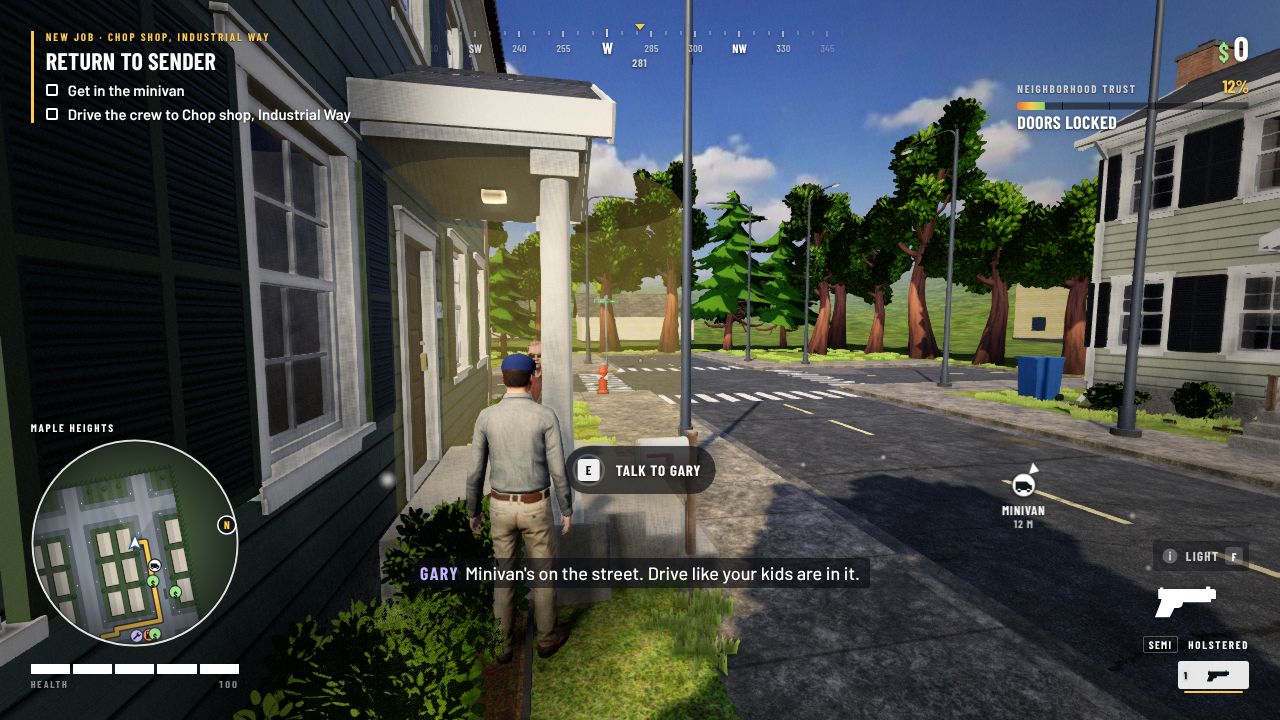 NEW JOB · CHOP SHOP, INDUSTRIAL WAY
RETURN TO SENDER
Get in the minivan
Drive the crew to Chop shop, Industrial Way
SW 240 255 W 285 300 NW 330 345
281
$0
NEIGHBORHOOD TRUST 12%
DOORS LOCKED
E TALK TO GARY
MINIVAN
12 M
MAPLE HEIGHTS
N
GARY Minivan's on the street. Drive like your kids are in it.
i LIGHT F
SEMI HOLSTERED
1
HEALTH 100